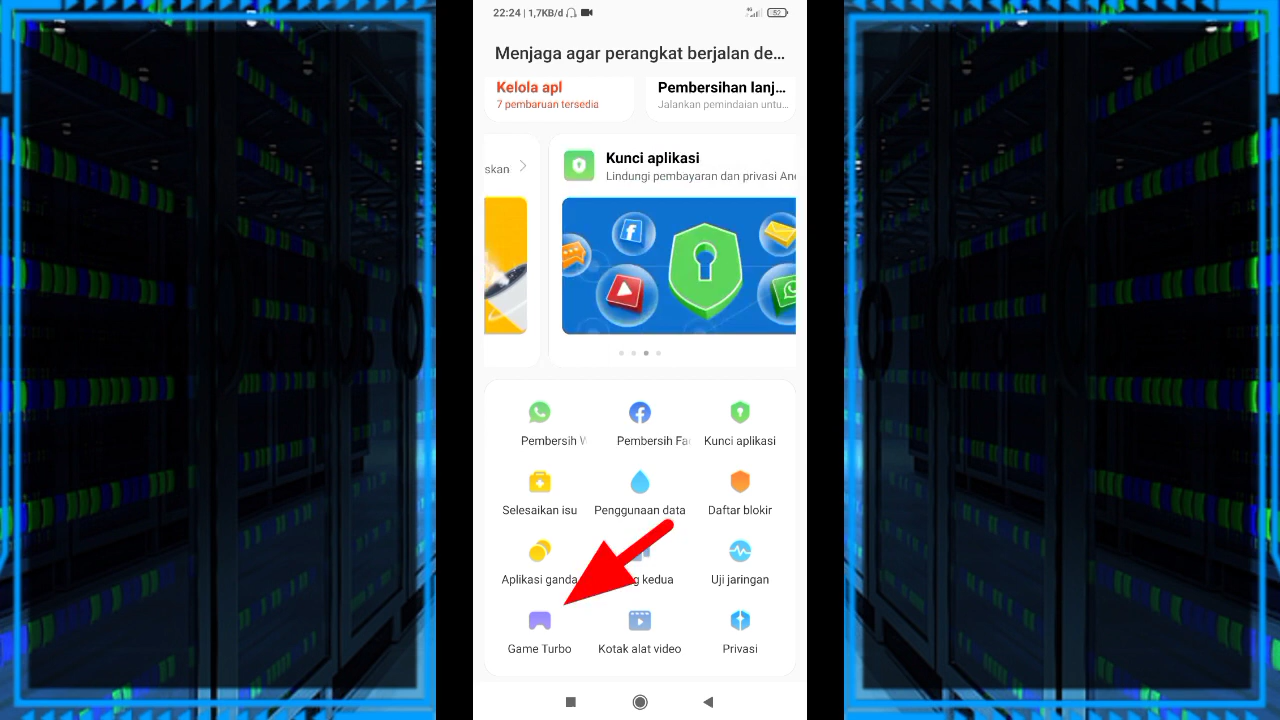 22:24 | 1,7KB/d
52
Menjaga agar perangkat berjalan de...
Kelola apl
7 pembaruan tersedia
Pembersihan lanj...
Jalankan pemindaian untu...
skan
Kunci aplikasi
Lindungi pembayaran dan privasi An
Pembersih
Pembersih Fa
Kunci aplikasi
Selesaikan isu
Penggunaan data
Daftar blokir
Aplikasi ganda
kedua
Uji jaringan
Game Turbo
Kotak alat video
Privasi